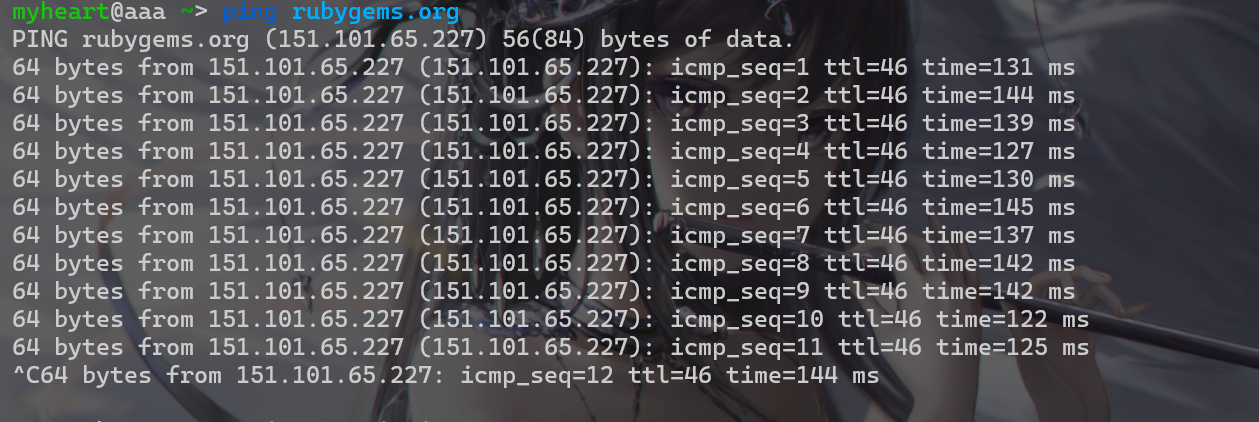 myheart@aaa ~> ping rubygems.org
PING rubygems.org (151.101.65.227) 56(84) bytes of data.
64 bytes from 151.101.65.227 (151.101.65.227): icmp_seq=1 ttl=46 time=131 ms
64 bytes from 151.101.65.227 (151.101.65.227): icmp_seq=2 ttl=46 time=144 ms
64 bytes from 151.101.65.227 (151.101.65.227): icmp_seq=3 ttl=46 time=139 ms
64 bytes from 151.101.65.227 (151.101.65.227): icmp_seq=4 ttl=46 time=127 ms
64 bytes from 151.101.65.227 (151.101.65.227): icmp_seq=5 ttl=46 time=130 ms
64 bytes from 151.101.65.227 (151.101.65.227): icmp_seq=6 ttl=46 time=145 ms
64 bytes from 151.101.65.227 (151.101.65.227): icmp_seq=7 ttl=46 time=137 ms
64 bytes from 151.101.65.227 (151.101.65.227): icmp_seq=8 ttl=46 time=142 ms
64 bytes from 151.101.65.227 (151.101.65.227): icmp_seq=9 ttl=46 time=142 ms
64 bytes from 151.101.65.227 (151.101.65.227): icmp_seq=10 ttl=46 time=122 ms
64 bytes from 151.101.65.227 (151.101.65.227): icmp_seq=11 ttl=46 time=125 ms
^C64 bytes from 151.101.65.227: icmp_seq=12 ttl=46 time=144 ms